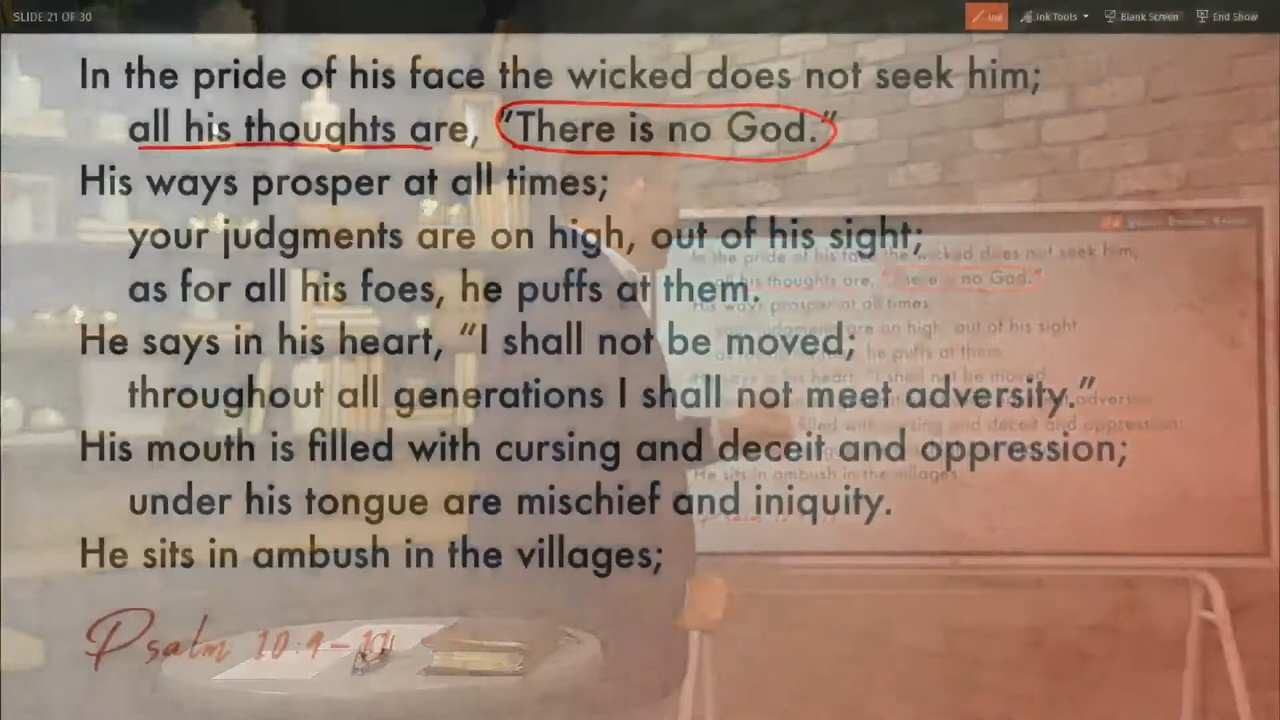 SLIDE 21 OF 30
Ink
Ink Tools
Blank Screen
End Show
In the pride of his face the wicked does not seek him;
all his thoughts are, “There is no God.”
His ways prosper at all times;
your judgments are on high, out of his sight;
as for all his foes, he puffs at them.
He says in his heart, “I shall not be moved;
throughout all generations I shall not meet adversity.”
His mouth is filled with cursing and deceit and oppression;
under his tongue are mischief and iniquity.
He sits in ambush in the villages;
Psalm